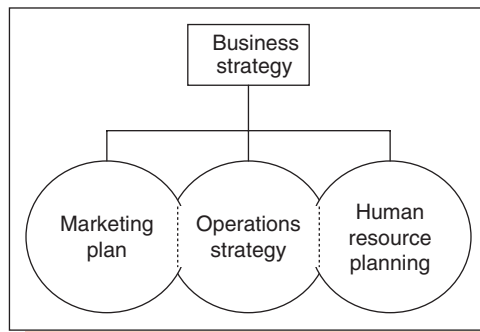 Business
strategy
Marketing
plan
Operations
strategy
Human
resource
planning